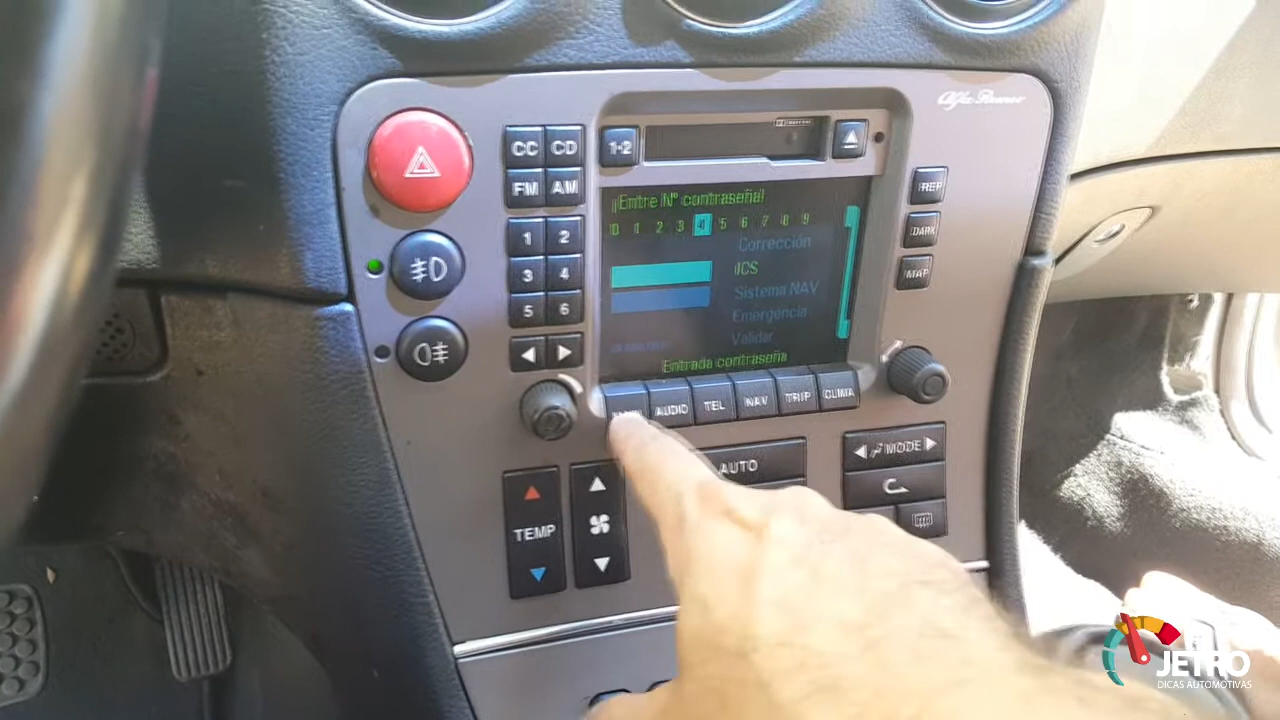 Alfa Romeo
CC CD
1•2
FM AM
REP
Entre Nº contraseña!
0 1 2 3 4 5 6 7 8 9
DARK
1 2
Corrección
ICS
MAP
3 4
Sistema NAV
5 6
Emergencia
Validar
Entrada contraseña
AUDIO
TEL
NAV
TRIP
CLIMA
MODE
AUTO
TEMP
JETRO
DICAS AUTOMOTIVAS